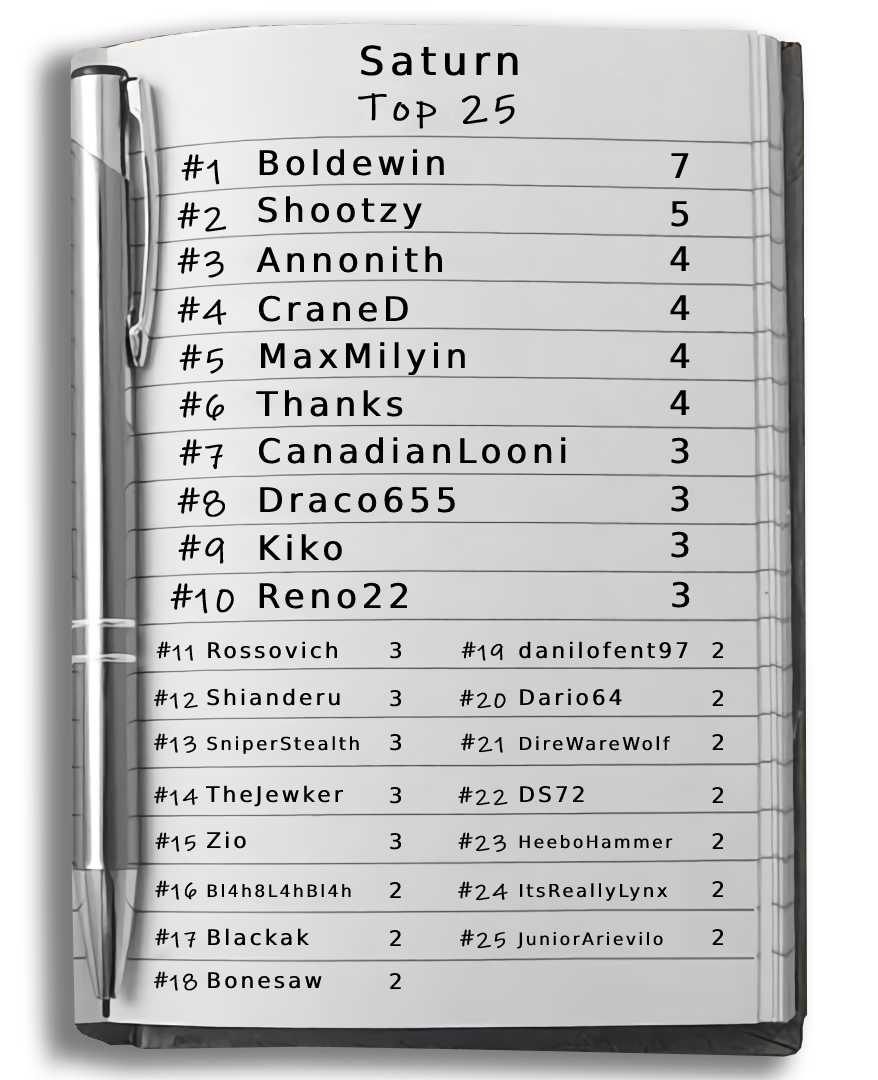 Saturn
Top 25
#1 Boldewin 7
#2 Shootzy 5
#3 Annonith 4
#4 CraneD 4
#5 MaxMilyin 4
#6 Thanks 4
#7 CanadianLooni 3
#8 Draco655 3
#9 Kiko 3
#10 Reno22 3
#11 Rossovich 3
#12 Shianderu 3
#13 SniperStealth 3
#14 TheJewker 3
#15 Zio 3
#16 Bl4h8L4hBl4h 2
#17 Blackak 2
#18 Bonesaw 2
#19 danilofent97 2
#20 Dario64 2
#21 DireWareWolf 2
#22 DS72 2
#23 HeeboHammer 2
#24 ItsReallyLynx 2
#25 JuniorArievilo 2